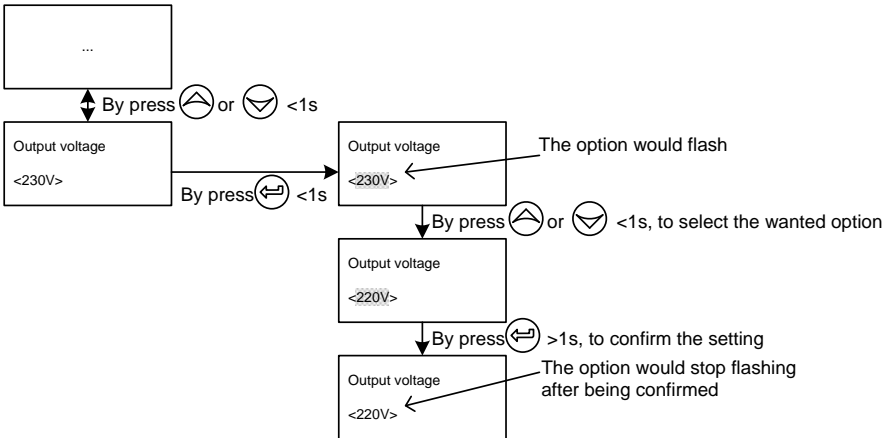 ...
By press or <1s
Output voltage
<230V>
By press <1s
Output voltage
<230V>
The option would flash
By press or <1s, to select the wanted option
Output voltage
<220V>
By press >1s, to confirm the setting
Output voltage
<220V>
The option would stop flashing
after being confirmed